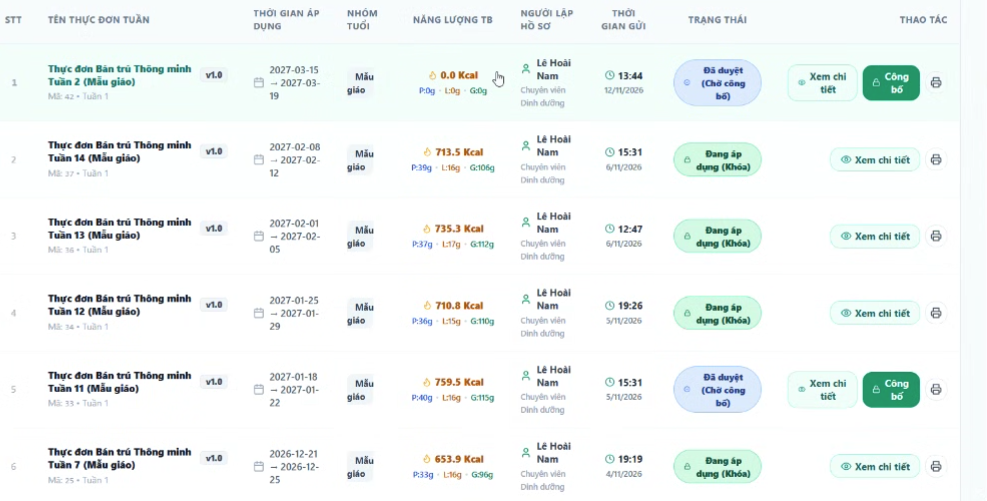 STT TÊN THỰC ĐƠN TUẦN THỜI GIAN ÁP DỤNG NHÓM TUỔI NĂNG LƯỢNG TB NGƯỜI LẬP HỒ SƠ THỜI GIAN GỬI TRẠNG THÁI THAO TÁC
1
Thực đơn Bán trú Thông minh
Tuần 2 (Mẫu giáo)
v1.0
Mã: 42 • Tuần 1
2027-03-15
→ 2027-03-
19
Mẫu
giáo
0.0 Kcal
P:0g · L:0g · G:0g
Lê Hoài
Nam
Chuyên viên
Dinh dưỡng
13:44
12/11/2026
Đã duyệt
(Chờ công
bố)
Xem chi
tiết
Công
bố
2
Thực đơn Bán trú Thông minh
Tuần 14 (Mẫu giáo)
v1.0
Mã: 37 • Tuần 1
2027-02-08
→ 2027-02-
12
Mẫu
giáo
713.5 Kcal
P:39g · L:16g · G:106g
Lê Hoài
Nam
Chuyên viên
Dinh dưỡng
15:31
6/11/2026
Đang áp
dụng (Khóa)
Xem chi tiết
3
Thực đơn Bán trú Thông minh
Tuần 13 (Mẫu giáo)
v1.0
Mã: 36 • Tuần 1
2027-02-01
→ 2027-02-
05
Mẫu
giáo
735.3 Kcal
P:37g · L:17g · G:112g
Lê Hoài
Nam
Chuyên viên
Dinh dưỡng
12:47
6/11/2026
Đang áp
dụng (Khóa)
Xem chi tiết
4
Thực đơn Bán trú Thông minh
Tuần 12 (Mẫu giáo)
v1.0
Mã: 34 • Tuần 1
2027-01-25
→ 2027-01-
29
Mẫu
giáo
710.8 Kcal
P:36g · L:15g · G:110g
Lê Hoài
Nam
Chuyên viên
Dinh dưỡng
19:26
5/11/2026
Đang áp
dụng (Khóa)
Xem chi tiết
5
Thực đơn Bán trú Thông minh
Tuần 11 (Mẫu giáo)
v1.0
Mã: 33 • Tuần 1
2027-01-18
→ 2027-01-
22
Mẫu
giáo
759.5 Kcal
P:40g · L:16g · G:115g
Lê Hoài
Nam
Chuyên viên
Dinh dưỡng
15:31
5/11/2026
Đã duyệt
(Chờ công
bố)
Xem chi
tiết
Công
bố
6
Thực đơn Bán trú Thông minh
Tuần 7 (Mẫu giáo)
v1.0
Mã: 25 • Tuần 1
2026-12-21
→ 2026-12-
25
Mẫu
giáo
653.9 Kcal
P:33g · L:16g · G:96g
Lê Hoài
Nam
Chuyên viên
Dinh dưỡng
19:19
4/11/2026
Đang áp
dụng (Khóa)
Xem chi tiết